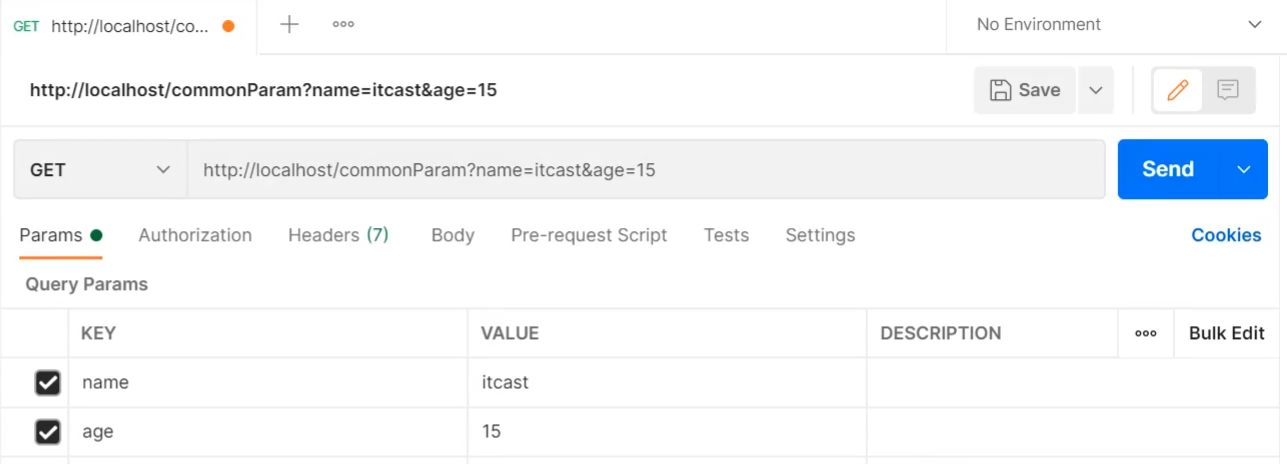 GET http://localhost/co... No Environment
http://localhost/commonParam?name=itcast&age=15 Save
GET http://localhost/commonParam?name=itcast&age=15 Send
Params Authorization Headers (7) Body Pre-request Script Tests Settings Cookies
Query Params
KEY VALUE DESCRIPTION Bulk Edit
name itcast
age 15